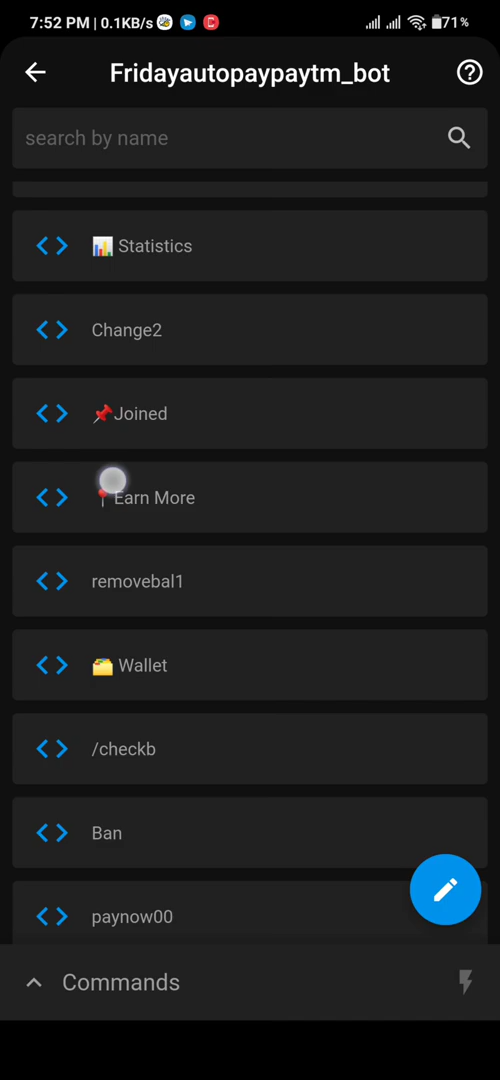 7:52 PM | 0.1KB/s 71%
Fridayautopaypaytm_bot
search by name
📊 Statistics
Change2
📌Joined
📍Earn More
removebal1
🗂️ Wallet
/checkb
Ban
paynow00
Commands